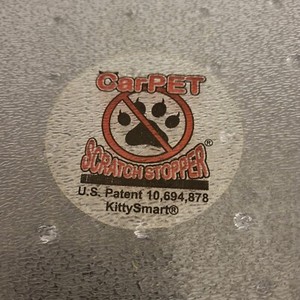 CarPET
SCRATCH STOPPER®
U.S. Patent 10,694,878
KittySmart®